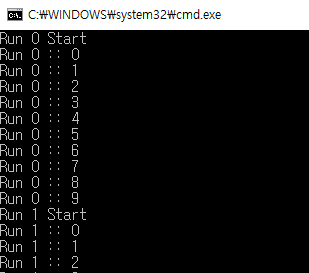 C:₩WINDOWS₩system32₩cmd.exe
Run 0 Start
Run 0 :: 0
Run 0 :: 1
Run 0 :: 2
Run 0 :: 3
Run 0 :: 4
Run 0 :: 5
Run 0 :: 6
Run 0 :: 7
Run 0 :: 8
Run 0 :: 9
Run 1 Start
Run 1 :: 0
Run 1 :: 1
Run 1 :: 2